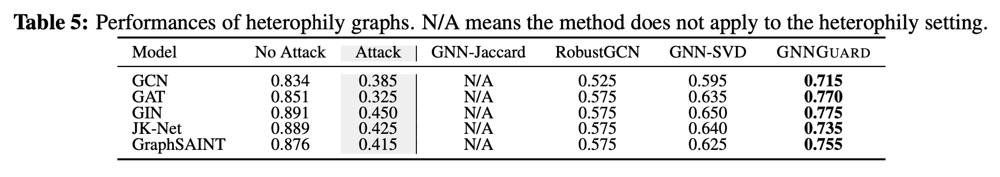 Table 5: Performances of heterophily graphs. N/A means the method does not apply to the heterophily setting.
Model No Attack Attack GNN-Jaccard RobustGCN GNN-SVD GNNGUARD
GCN 0.834 0.385 N/A 0.525 0.595 0.715
GAT 0.851 0.325 N/A 0.575 0.635 0.770
GIN 0.891 0.450 N/A 0.575 0.650 0.775
JK-Net 0.889 0.425 N/A 0.575 0.640 0.735
GraphSAINT 0.876 0.415 N/A 0.575 0.625 0.755